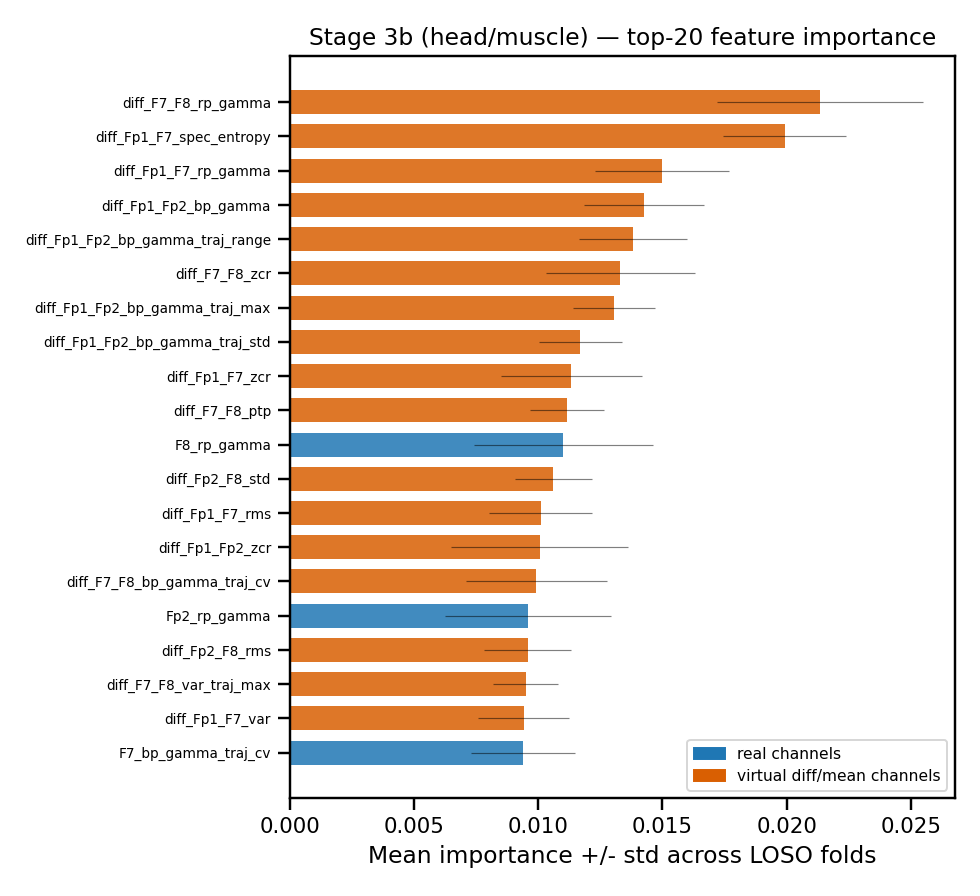 Stage 3b (head/muscle) — top-20 feature importance
diff_F7_F8_rp_gamma
diff_Fp1_F7_spec_entropy
diff_Fp1_F7_rp_gamma
diff_Fp1_Fp2_bp_gamma
diff_Fp1_Fp2_bp_gamma_traj_range
diff_F7_F8_zcr
diff_Fp1_Fp2_bp_gamma_traj_max
diff_Fp1_Fp2_bp_gamma_traj_std
diff_Fp1_F7_zcr
diff_F7_F8_ptp
F8_rp_gamma
diff_Fp2_F8_std
diff_Fp1_F7_rms
diff_Fp1_Fp2_zcr
diff_F7_F8_bp_gamma_traj_cv
Fp2_rp_gamma
diff_Fp2_F8_rms
diff_F7_F8_var_traj_max
diff_Fp1_F7_var
F7_bp_gamma_traj_cv
real channels
virtual diff/mean channels
0.000 0.005 0.010 0.015 0.020 0.025
Mean importance +/- std across LOSO folds